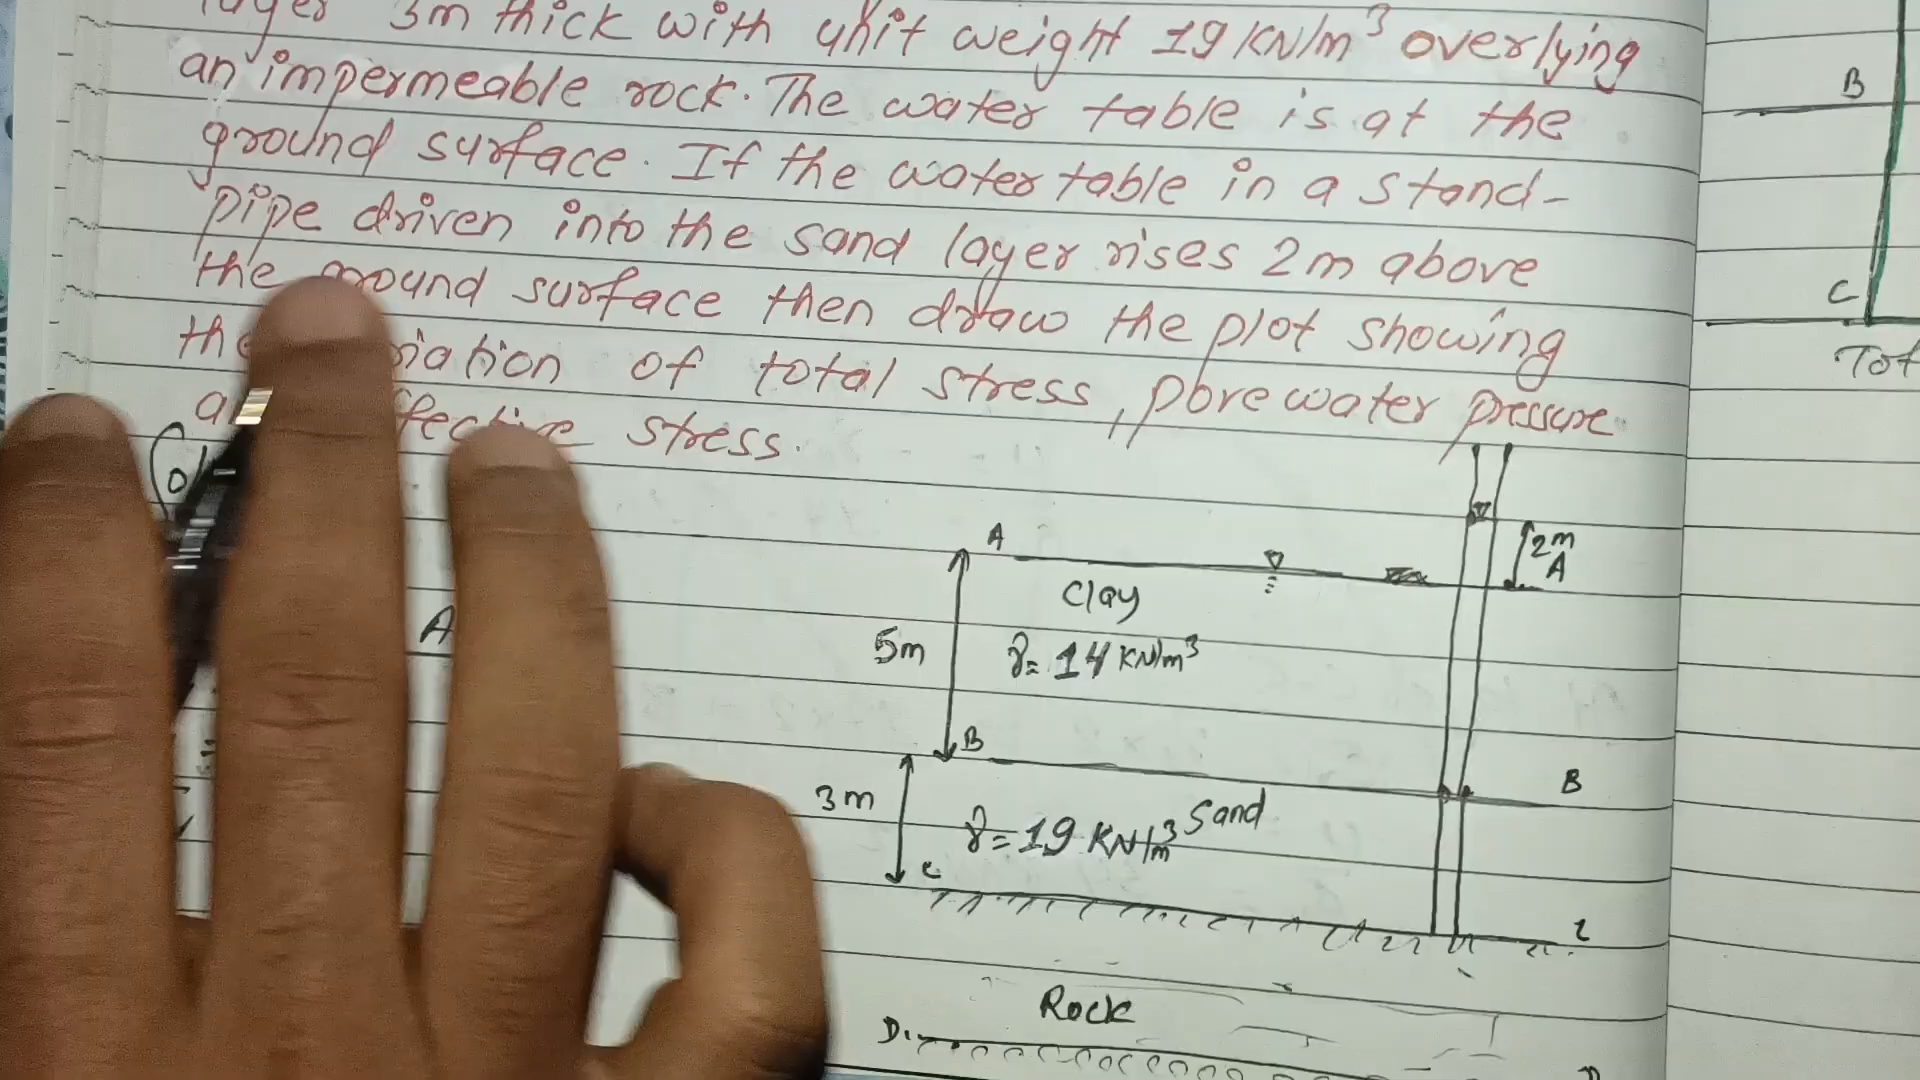 layer 3m thick with unit weight 19 KN/m³ overlying
an impermeable rock. The water table is at the
ground surface. If the water table in a stand-
pipe driven into the sand layer rises 2m above
the ground surface then draw the plot showing
of total stress, pore water pressure
stress.
2m
A
A
Clay
5m
γ = 14 KN/m³
A
B
B
3m
Sand
γ = 19 KN/m³
C
Rock
D
B
C